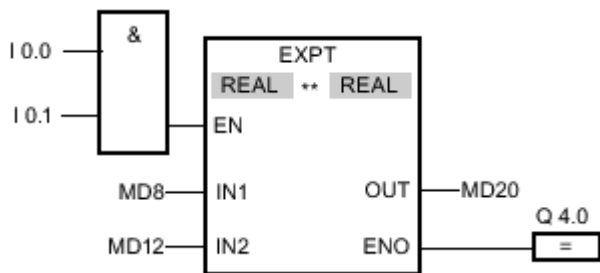 &
I 0.0
I 0.1
EXPT
REAL ** REAL
EN
MD8 IN1 OUT MD20
Q 4.0
MD12 IN2 ENO =